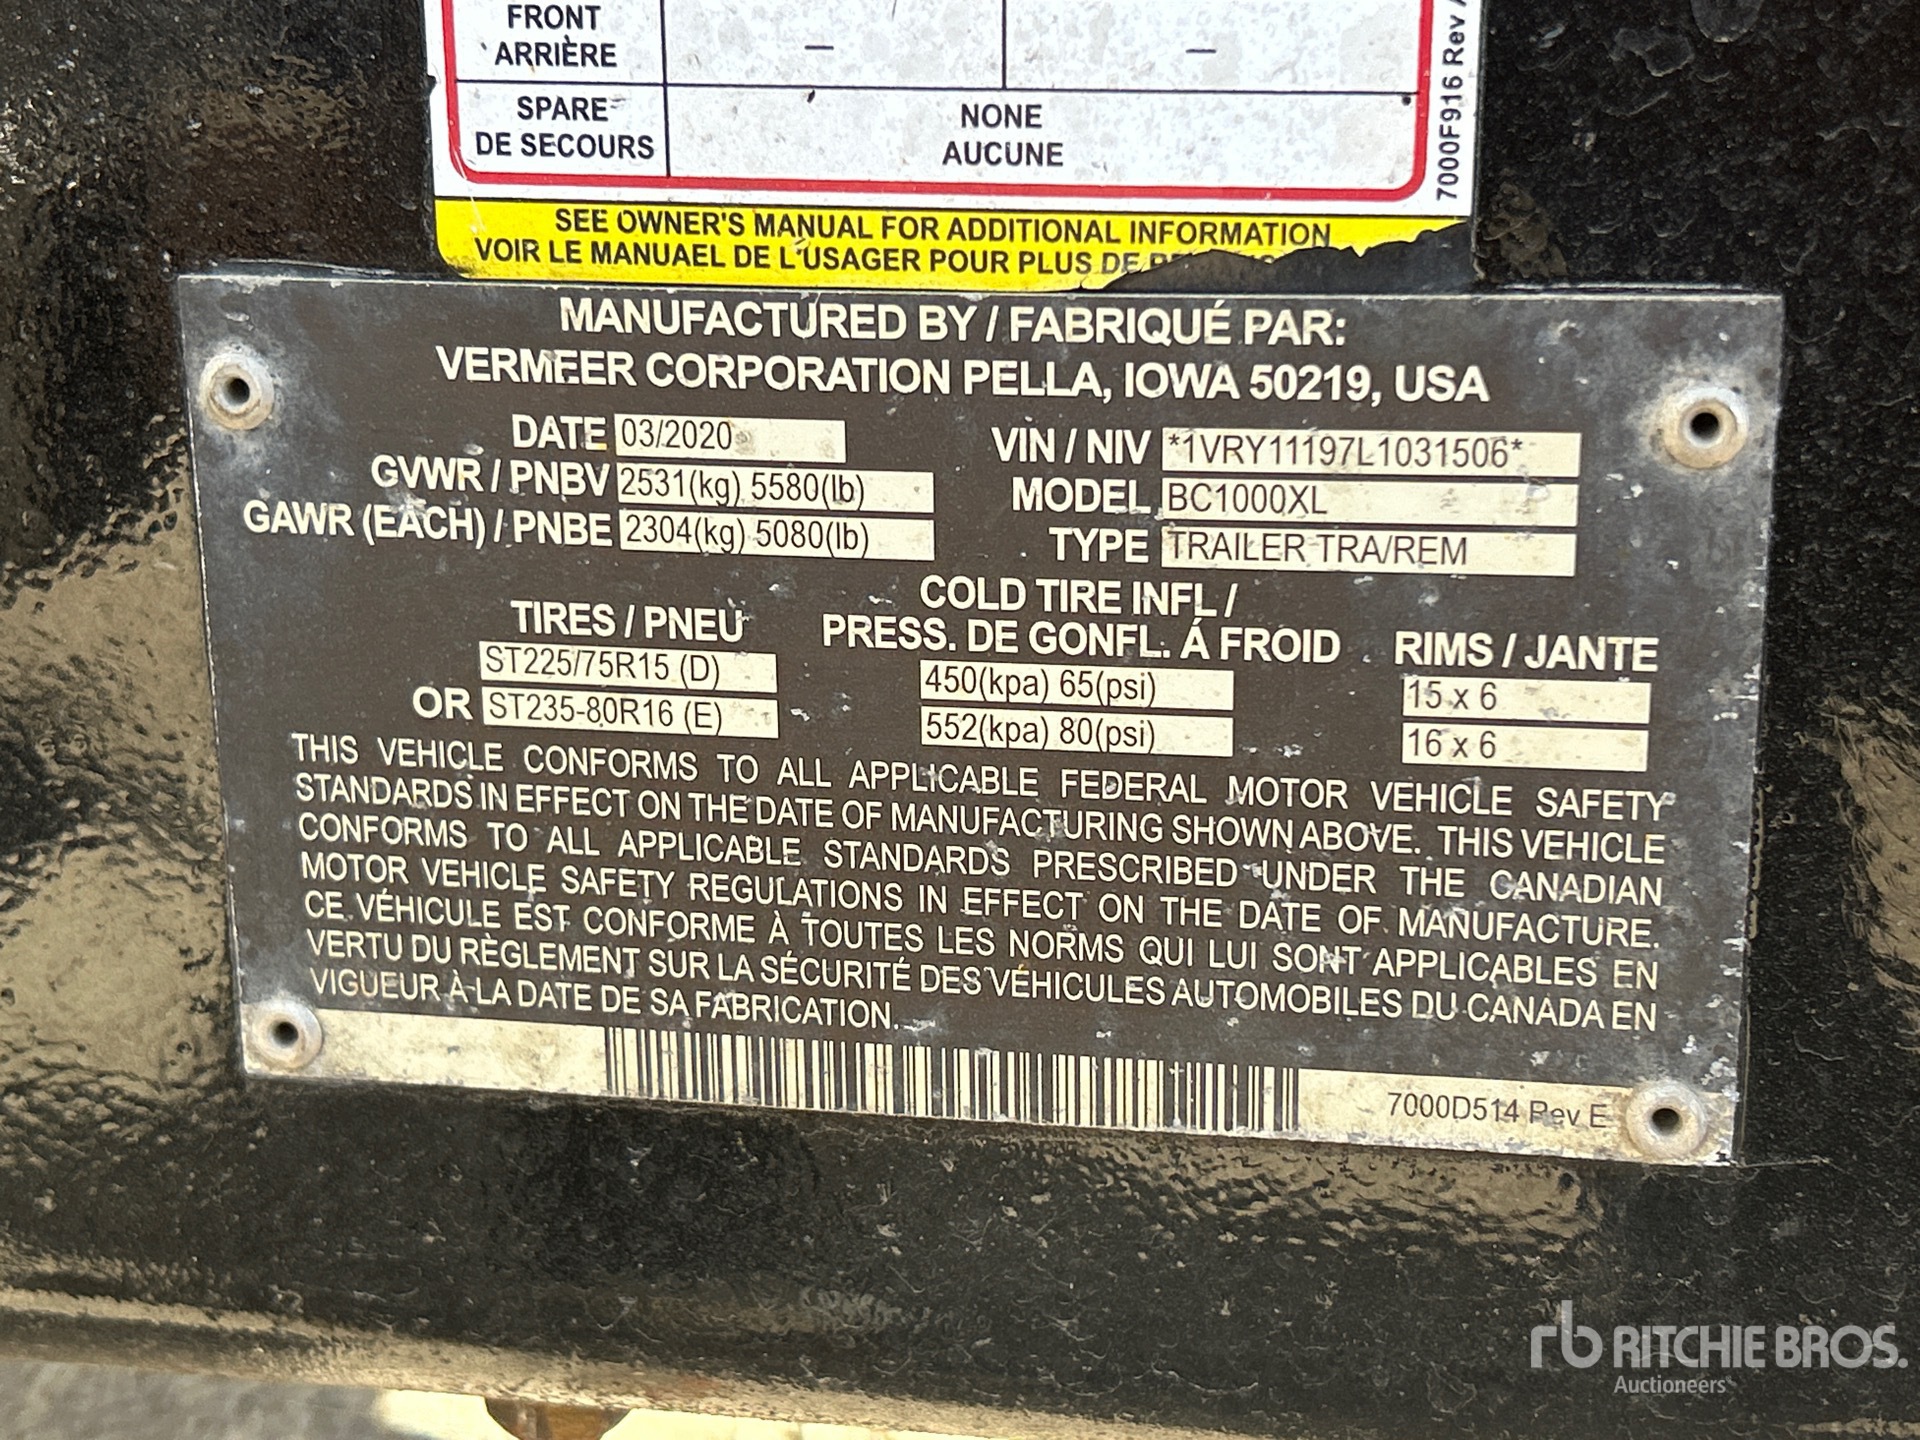 FRONT
ARRIÈRE — —
SPARE NONE
DE SECOURS AUCUNE
7000F916 Rev
SEE OWNER'S MANUAL FOR ADDITIONAL INFORMATION
VOIR LE MANUAEL DE L'USAGER POUR PLUS DE
MANUFACTURED BY / FABRIQUÉ PAR:
VERMEER CORPORATION PELLA, IOWA 50219, USA
DATE 03/2020 VIN / NIV *1VRY11197L1031506*
GVWR / PNBV 2531(kg) 5580(lb) MODEL BC1000XL
GAWR (EACH) / PNBE 2304(kg) 5080(lb) TYPE TRAILER TRA/REM
TIRES / PNEU COLD TIRE INFL / PRESS. DE GONFL. Á FROID RIMS / JANTE
ST225/75R15 (D) 450(kpa) 65(psi) 15 x 6
OR ST235-80R16 (E) 552(kpa) 80(psi) 16 x 6
THIS VEHICLE CONFORMS TO ALL APPLICABLE FEDERAL MOTOR VEHICLE SAFETY
STANDARDS IN EFFECT ON THE DATE OF MANUFACTURING SHOWN ABOVE. THIS VEHICLE
CONFORMS TO ALL APPLICABLE STANDARDS PRESCRIBED UNDER THE CANADIAN
MOTOR VEHICLE SAFETY REGULATIONS IN EFFECT ON THE DATE OF MANUFACTURE.
CE VÉHICULE EST CONFORME À TOUTES LES NORMS QUI LUI SONT APPLICABLES EN
VERTU DU RÈGLEMENT SUR LA SÉCURITÉ DES VÉHICULES AUTOMOBILES DU CANADA EN
VIGUEUR À LA DATE DE SA FABRICATION.
7000D514 Rev E
rb RITCHIE BROS.
Auctioneers